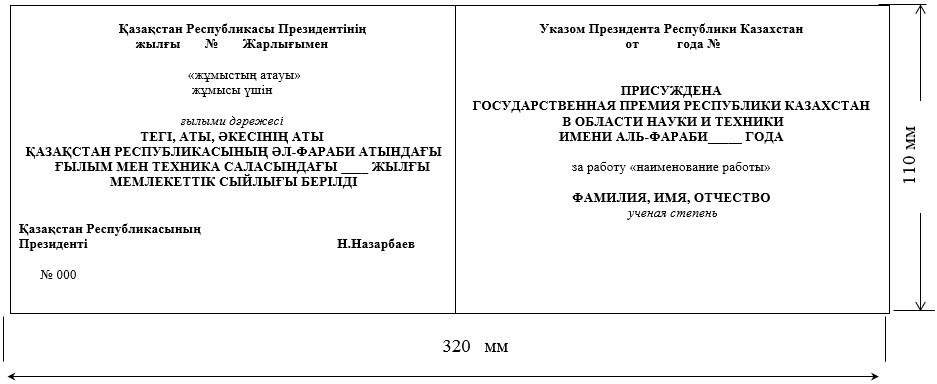 Қазақстан Республикасы Президентінің
жылғы № Жарлығымен
«жұмыстың атауы»
жұмысы үшін
ғылыми дәрежесі
ТЕГІ, АТЫ, ӘКЕСІНІҢ АТЫ
ҚАЗАҚСТАН РЕСПУБЛИКАСЫНЫҢ ӘЛ-ФАРАБИ АТЫНДАҒЫ
ҒЫЛЫМ МЕН ТЕХНИКА САЛАСЫНДАҒЫ ____ ЖЫЛҒЫ
МЕМЛЕКЕТТІК СЫЙЛЫҒЫ БЕРІЛДІ
Қазақстан Республикасының
Президенті Н.Назарбаев
№ 000
Указом Президента Республики Казахстан
от года №
ПРИСУЖДЕНА
ГОСУДАРСТВЕННАЯ ПРЕМИЯ РЕСПУБЛИКИ КАЗАХСТАН
В ОБЛАСТИ НАУКИ И ТЕХНИКИ
ИМЕНИ АЛЬ-ФАРАБИ_____ ГОДА
за работу «наименование работы»
ФАМИЛИЯ, ИМЯ, ОТЧЕСТВО
ученая степень
110 мм
320 мм